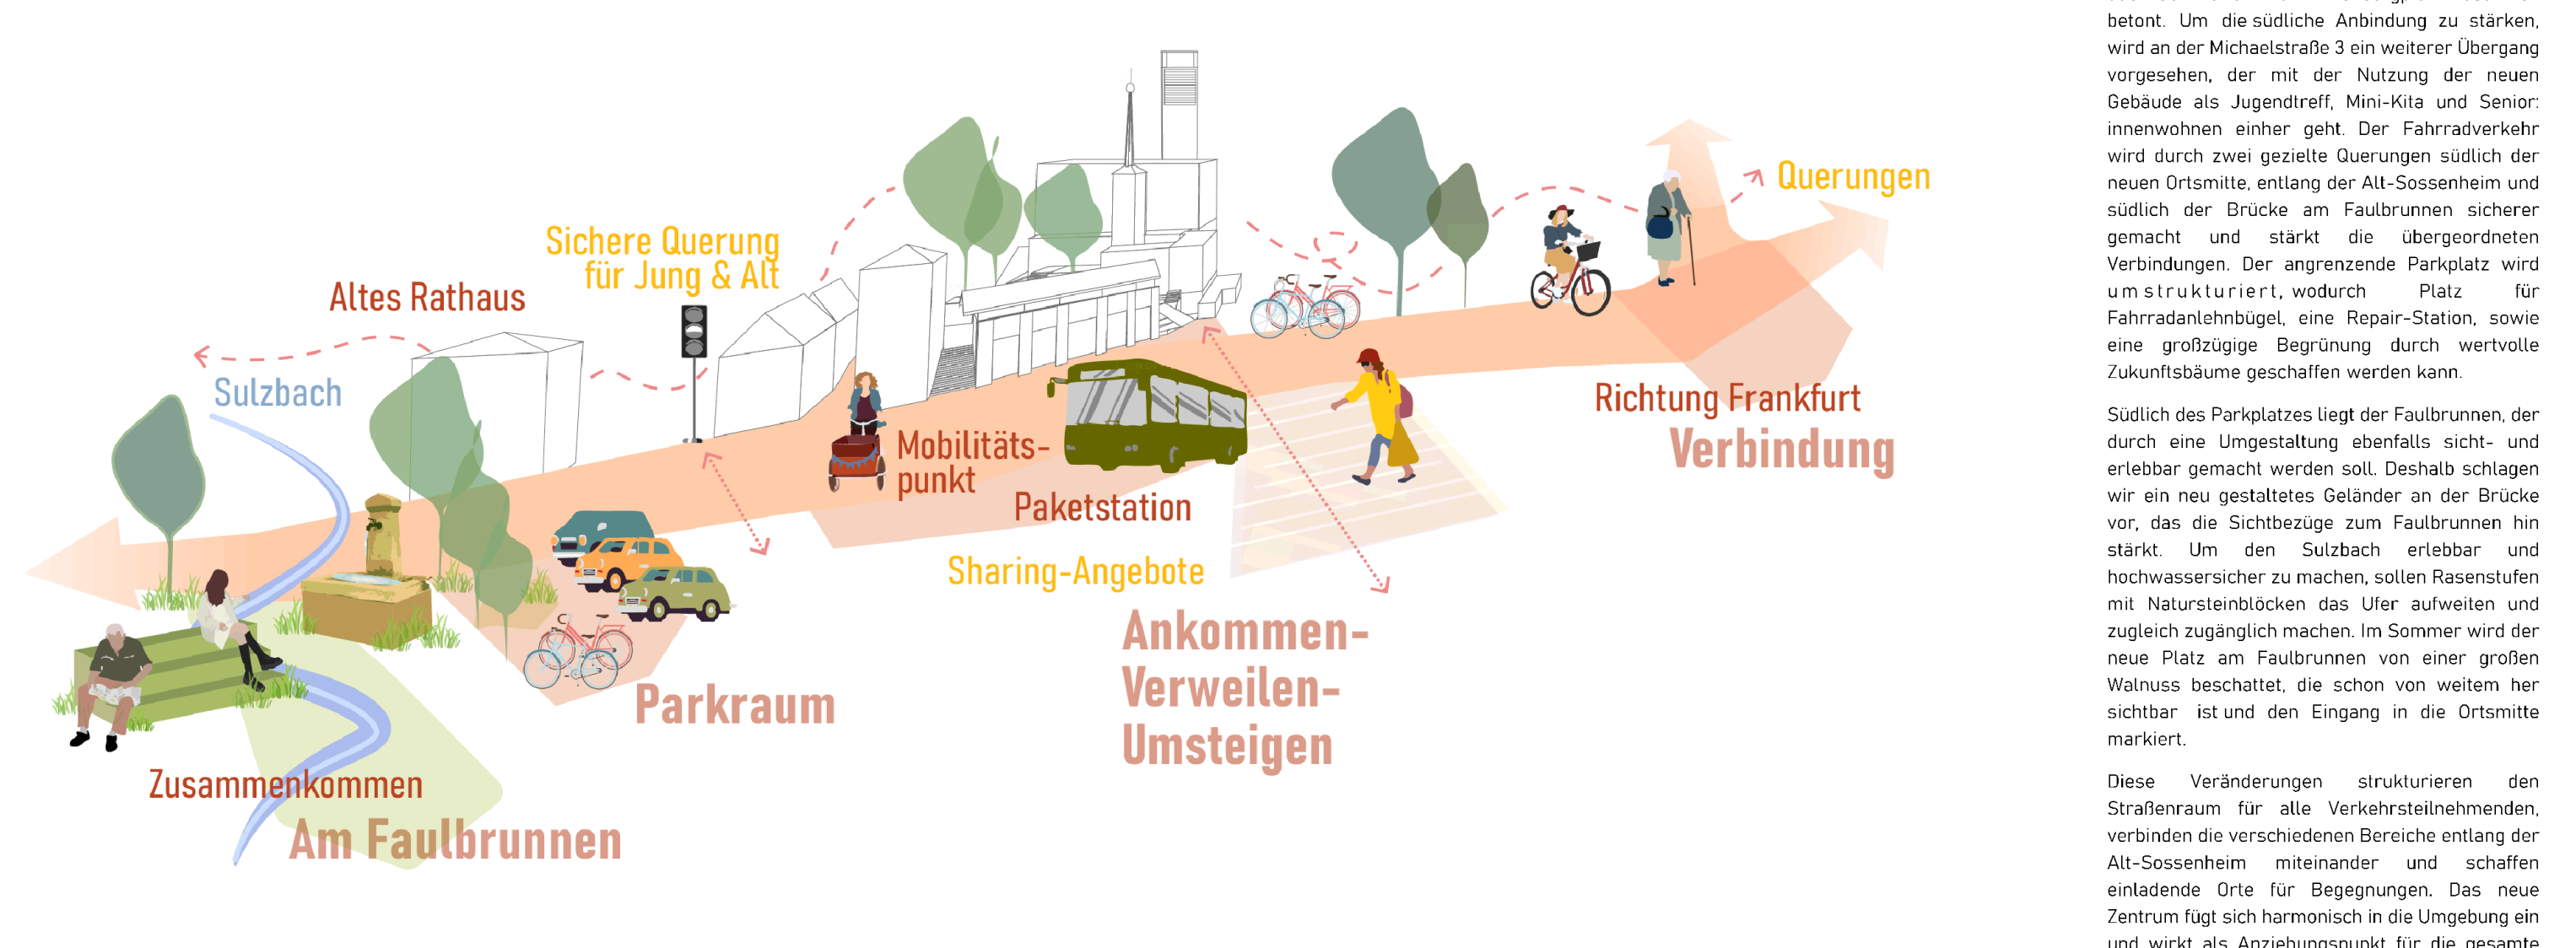 Querungen
Sichere Querung
für Jung & Alt
Altes Rathaus
Sulzbach
Richtung Frankfurt
Verbindung
Mobilitäts-
punkt
Paketstation
Sharing-Angebote
Ankommen-
Verweilen-
Umsteigen
Parkraum
Zusammenkommen
Am Faulbrunnen
betont. Um die südliche Anbindung zu stärken,
wird an der Michaelstraße 3 ein weiterer Übergang
vorgesehen, der mit der Nutzung der neuen
Gebäude als Jugendtreff, Mini-Kita und Senior:
innenwohnen einher geht. Der Fahrradverkehr
wird durch zwei gezielte Querungen südlich der
neuen Ortsmitte, entlang der Alt-Sossenheim und
südlich der Brücke am Faulbrunnen sicherer
gemacht und stärkt die übergeordneten
Verbindungen. Der angrenzende Parkplatz wird
umstrukturiert, wodurch Platz für
Fahrradanlehnbügel, eine Repair-Station, sowie
eine großzügige Begrünung durch wertvolle
Zukunftsbäume geschaffen werden kann.
Südlich des Parkplatzes liegt der Faulbrunnen, der
durch eine Umgestaltung ebenfalls sicht- und
erlebbar gemacht werden soll. Deshalb schlagen
wir ein neu gestaltetes Geländer an der Brücke
vor, das die Sichtbezüge zum Faulbrunnen hin
stärkt. Um den Sulzbach erlebbar und
hochwassersicher zu machen, sollen Rasenstufen
mit Natursteinblöcken das Ufer aufweiten und
zugleich zugänglich machen. Im Sommer wird der
neue Platz am Faulbrunnen von einer großen
Walnuss beschattet, die schon von weitem her
sichtbar ist und den Eingang in die Ortsmitte
markiert.
Diese Veränderungen strukturieren den
Straßenraum für alle Verkehrsteilnehmenden,
verbinden die verschiedenen Bereiche entlang der
Alt-Sossenheim miteinander und schaffen
einladende Orte für Begegnungen. Das neue
Zentrum fügt sich harmonisch in die Umgebung ein
und wirkt als Anziehungspunkt für die gesamte